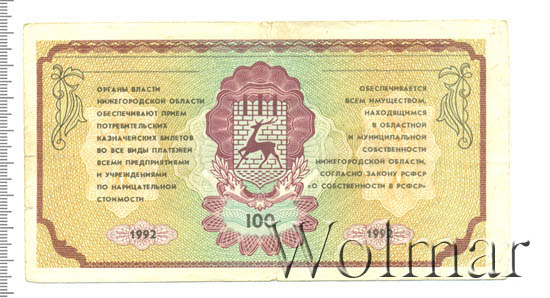 ОРГАНЫ ВЛАСТИ
НИЖЕГОРОДСКОЙ ОБЛАСТИ
ОБЕСПЕЧИВАЮТ ПРИЕМ
ПОТРЕБИТЕЛЬСКИХ
КАЗНАЧЕЙСКИХ БИЛЕТОВ
ВО ВСЕ ВИДЫ ПЛАТЕЖЕЙ
ВСЕМИ ПРЕДПРИЯТИЯМИ
И УЧРЕЖДЕНИЯМИ
ПО НАРИЦАТЕЛЬНОЙ
СТОИМОСТИ
ОБЕСПЕЧИВАЕТСЯ
ВСЕМ ИМУЩЕСТВОМ,
НАХОДЯЩИМСЯ
В ОБЛАСТНОЙ
И МУНИЦИПАЛЬНОЙ
СОБСТВЕННОСТИ
НИЖЕГОРОДСКОЙ ОБЛАСТИ,
СОГЛАСНО ЗАКОНУ РСФСР
"О СОБСТВЕННОСТИ В РСФСР"
100
1992
1992
Wolmar